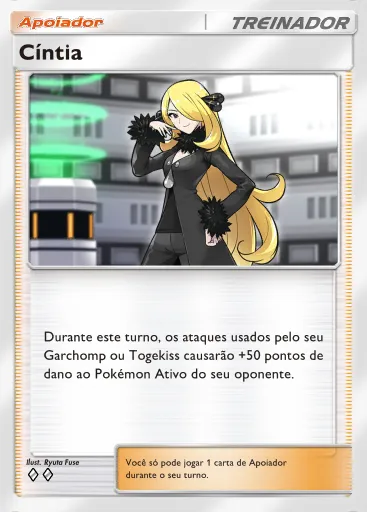 Apoiador
TREINADOR
Cíntia
Durante este turno, os ataques usados pelo seu
Garchomp ou Togekiss causarão +50 pontos de
dano ao Pokémon Ativo do seu oponente.
Ilust. Ryuta Fuse
Você só pode jogar 1 carta de Apoiador
durante o seu turno.